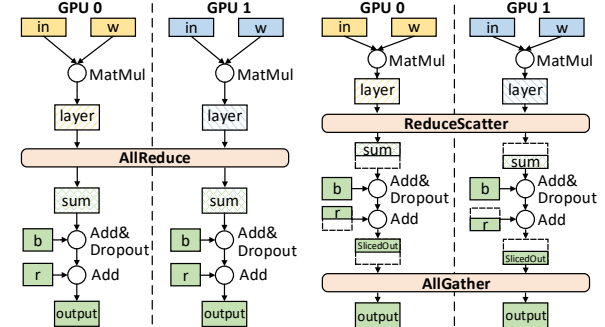 GPU 0 GPU 1
in w in w
MatMul MatMul
layer layer
AllReduce
sum sum
b Add& Dropout b Add& Dropout
r Add r Add
output output
GPU 0 GPU 1
in w in w
MatMul MatMul
layer layer
ReduceScatter
sum sum
b Add& Dropout b Add& Dropout
r Add r Add
SlicedOut SlicedOut
AllGather
output output